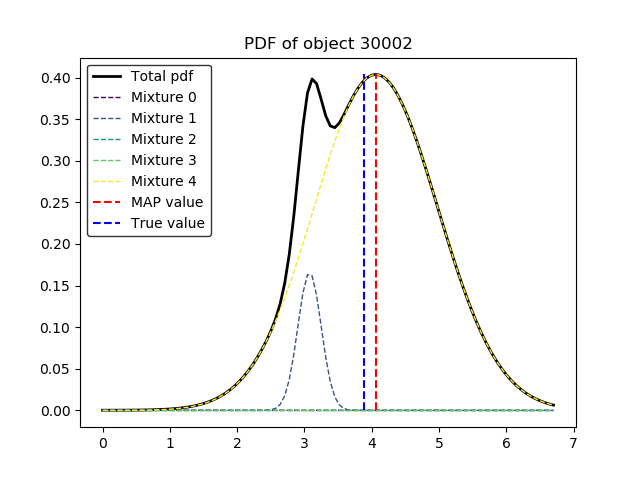 PDF of object 30002
Total pdf
Mixture 0
Mixture 1
Mixture 2
Mixture 3
Mixture 4
MAP value
True value
0.40
0.35
0.30
0.25
0.20
0.15
0.10
0.05
0.00
0 1 2 3 4 5 6 7